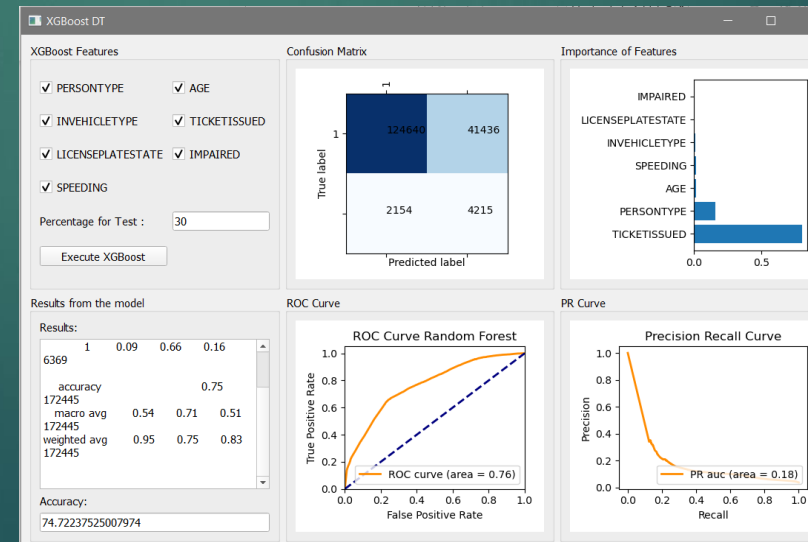 XGBoost DT
XGBoost Features
PERSONTYPE
AGE
INVEHICLETYPE
TICKETISSUED
LICENSEPLATESTATE
IMPAIRED
SPEEDING
Percentage for Test :
30
Execute XGBoost
Confusion Matrix
1
1
124640
41436
2154
4215
True label
Predicted label
Importance of Features
IMPAIRED
LICENSEPLATESTATE
INVEHICLETYPE
SPEEDING
AGE
PERSONTYPE
TICKETISSUED
0.0 0.5
Results from the model
Results:
1 0.09 0.66 0.16
6369
accuracy 0.75
172445
macro avg 0.54 0.71 0.51
172445
weighted avg 0.95 0.75 0.83
172445
Accuracy:
74.72237525007974
ROC Curve
ROC Curve Random Forest
1.0
0.8
0.6
0.4
0.2
0.0
True Positive Rate
ROC curve (area = 0.76)
0.0 0.2 0.4 0.6 0.8 1.0
False Positive Rate
PR Curve
Precision Recall Curve
1.0
0.8
0.6
0.4
0.2
0.0
Precision
PR auc (area = 0.18)
0.0 0.2 0.4 0.6 0.8 1.0
Recall